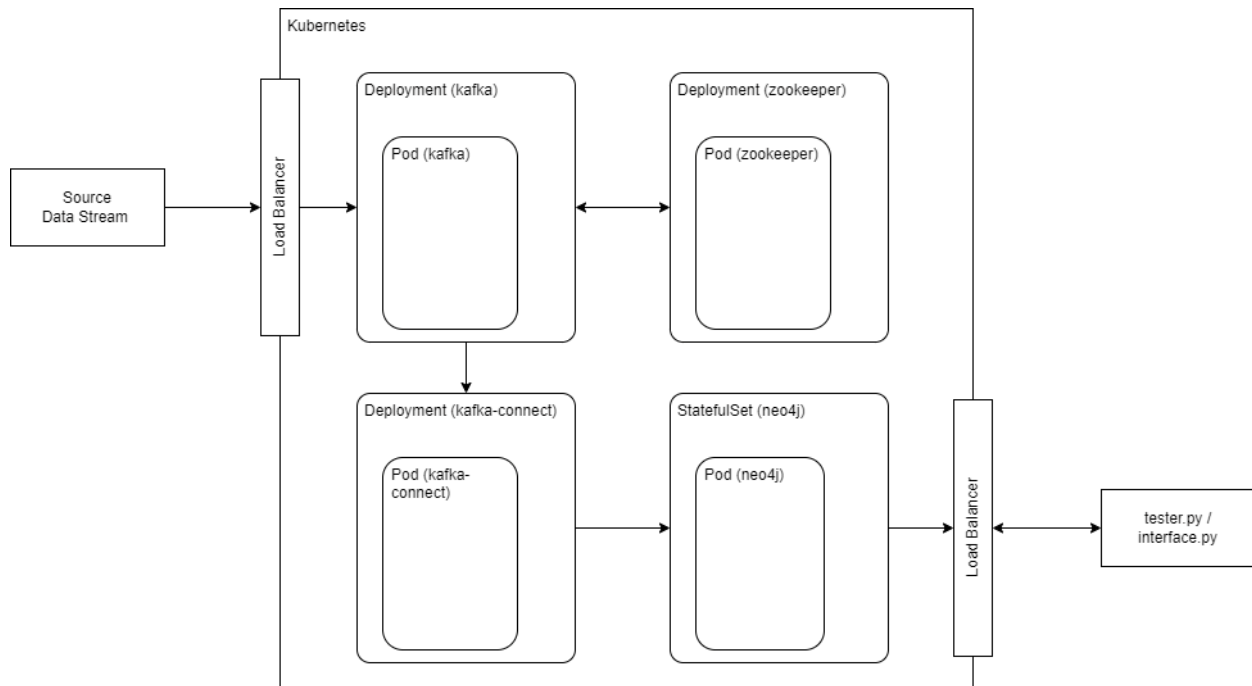 Kubernetes
Deployment (kafka)
Deployment (zookeeper)
Pod (kafka)
Pod (zookeeper)
Source
Data Stream
Load Balancer
Deployment (kafka-connect)
StatefulSet (neo4j)
Pod (kafka-
connect)
Pod (neo4j)
Load Balancer
tester.py /
interface.py